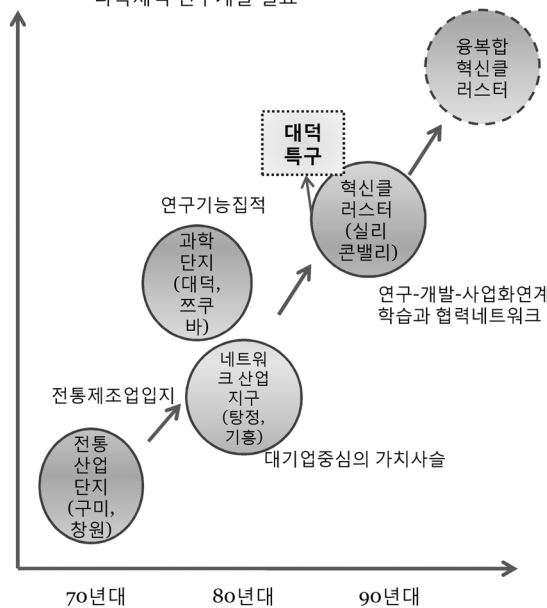 융복합
혁신클
러스터
대덕
특구
혁신클
러스터
(실리
콘밸리)
연구기능집적
과학
단지
(대덕,
쯔쿠
바)
연구-개발-사업화연계
학습과 협력네트워크
네트워
크 산업
지구
(탕정,
기흥)
전통제조업입지
대기업중심의 가치사슬
전통
산업
단지
(구미,
창원)
70년대
80년대
90년대